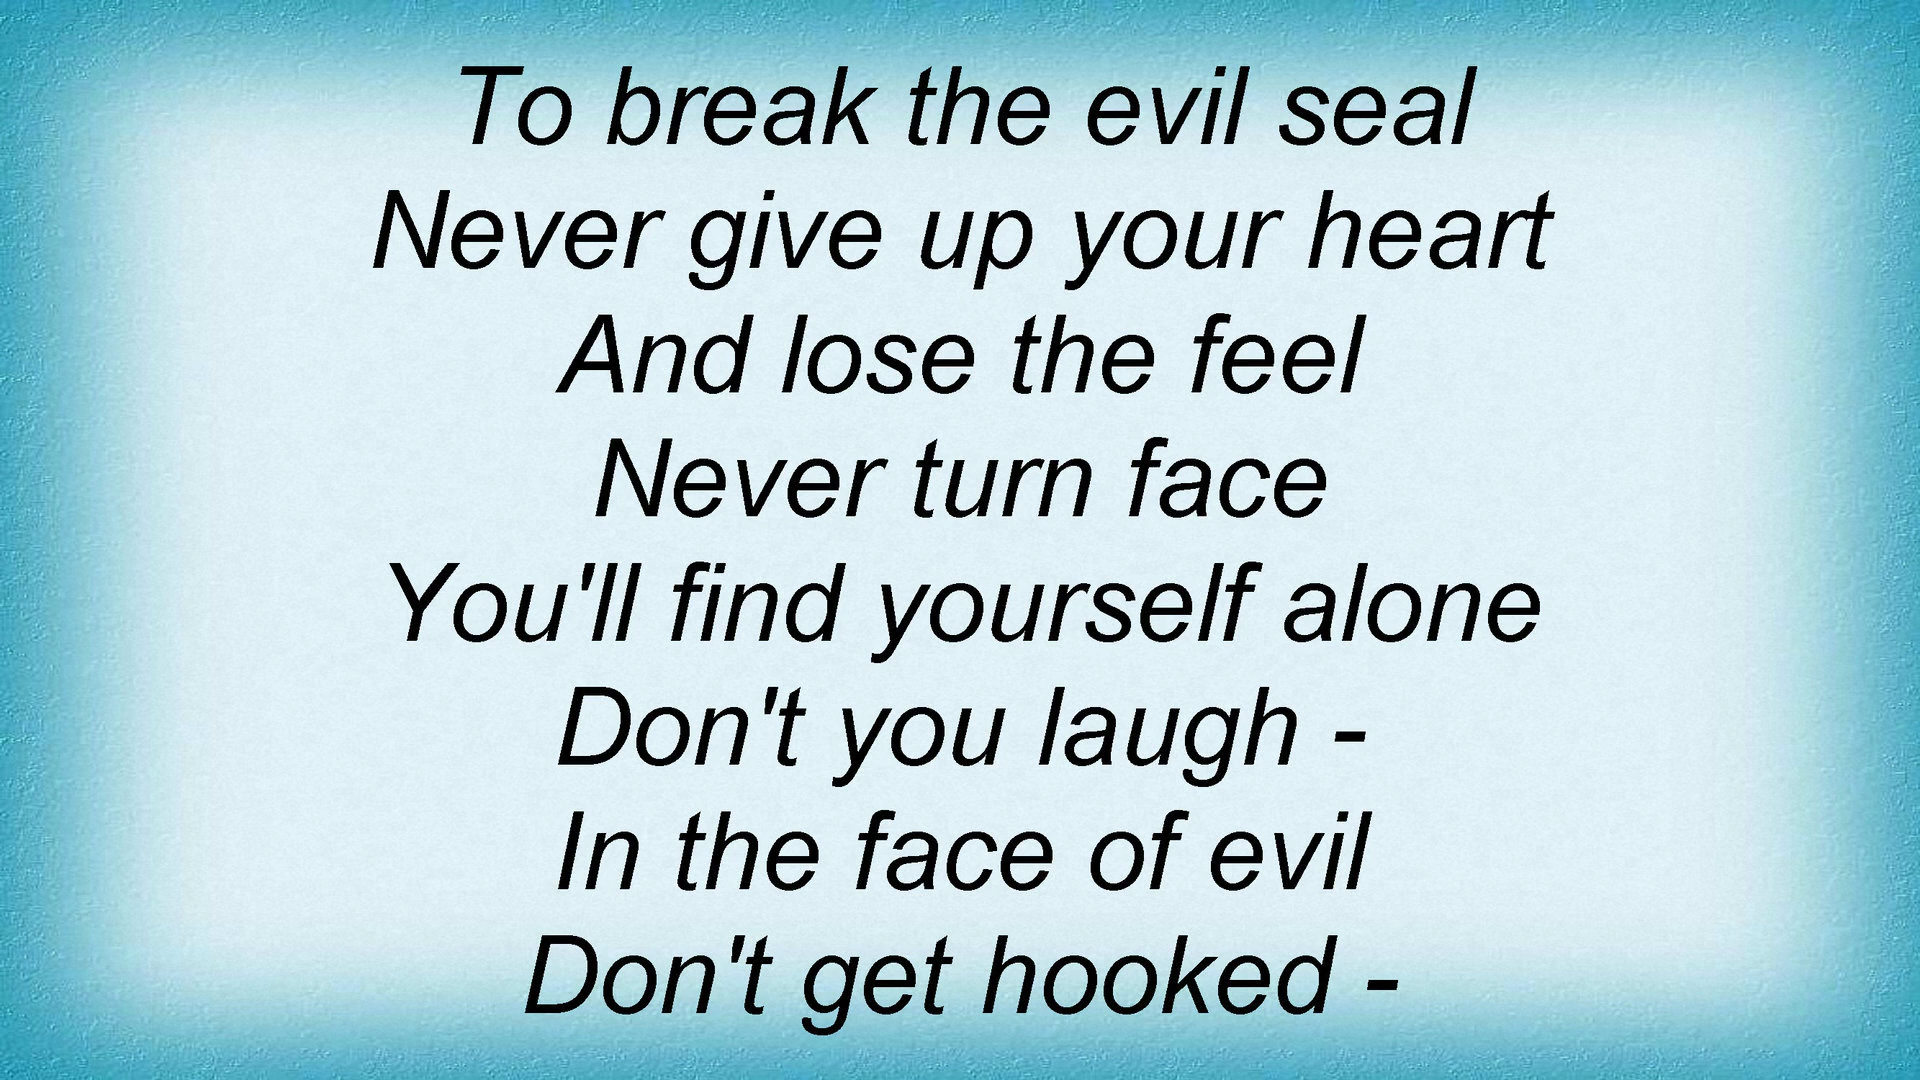 To break the evil seal
Never give up your heart
And lose the feel
Never turn face
You'll find yourself alone
Don't you laugh -
In the face of evil
Don't get hooked -